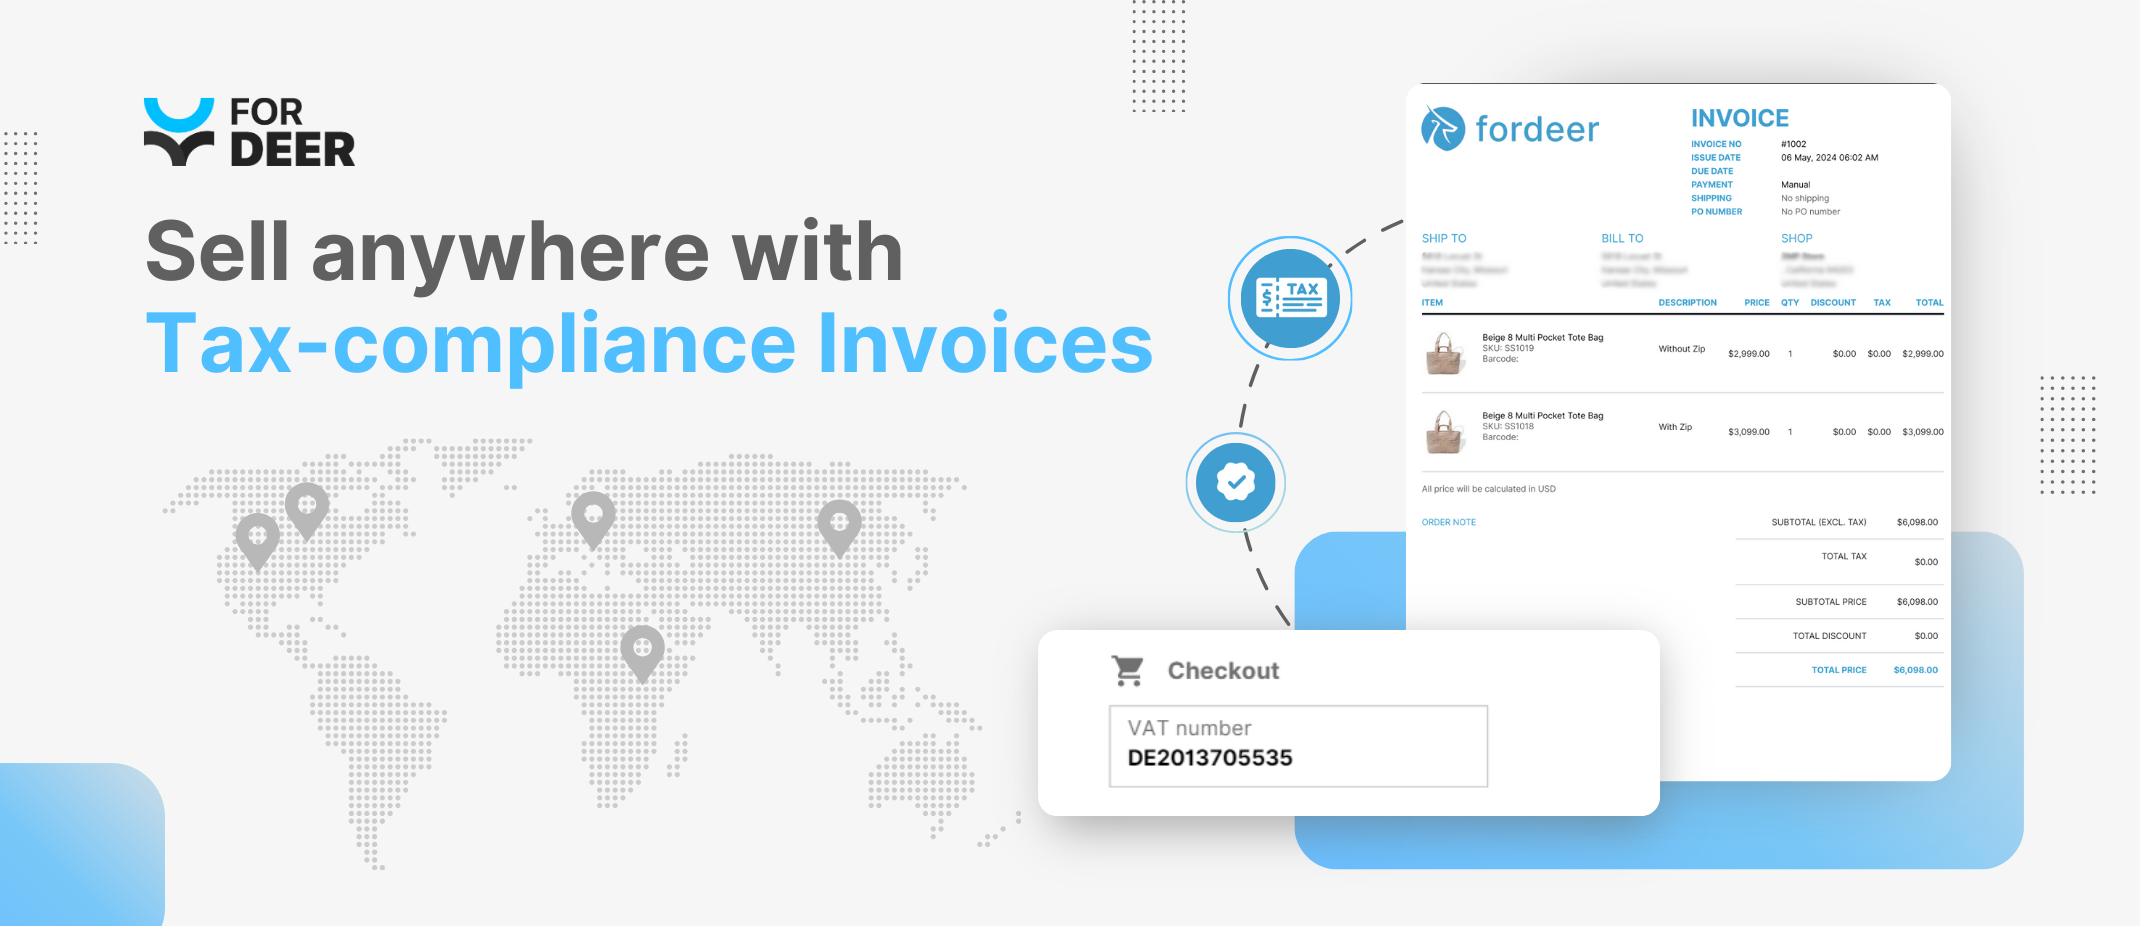 FOR
DEER
Sell anywhere with
Tax-compliance Invoices
TAX
$
fordeer
INVOICE
INVOICE NO #1002
ISSUE DATE 06 May, 2024 06:02 AM
DUE DATE
PAYMENT Manual
SHIPPING No shipping
PO NUMBER No PO number
SHIP TO BILL TO SHOP
United States United States United States
ITEM DESCRIPTION PRICE QTY DISCOUNT TAX TOTAL
Beige 8 Multi Pocket Tote Bag
SKU: SS1019
Barcode:
Without Zip $2,999.00 1 $0.00 $0.00 $2,999.00
Beige 8 Multi Pocket Tote Bag
SKU: SS1018
Barcode:
With Zip $3,099.00 1 $0.00 $0.00 $3,099.00
All price will be calculated in USD
ORDER NOTE
SUBTOTAL (EXCL. TAX) $6,098.00
TOTAL TAX $0.00
SUBTOTAL PRICE $6,098.00
TOTAL DISCOUNT $0.00
TOTAL PRICE $6,098.00
Checkout
VAT number
DE2013705535